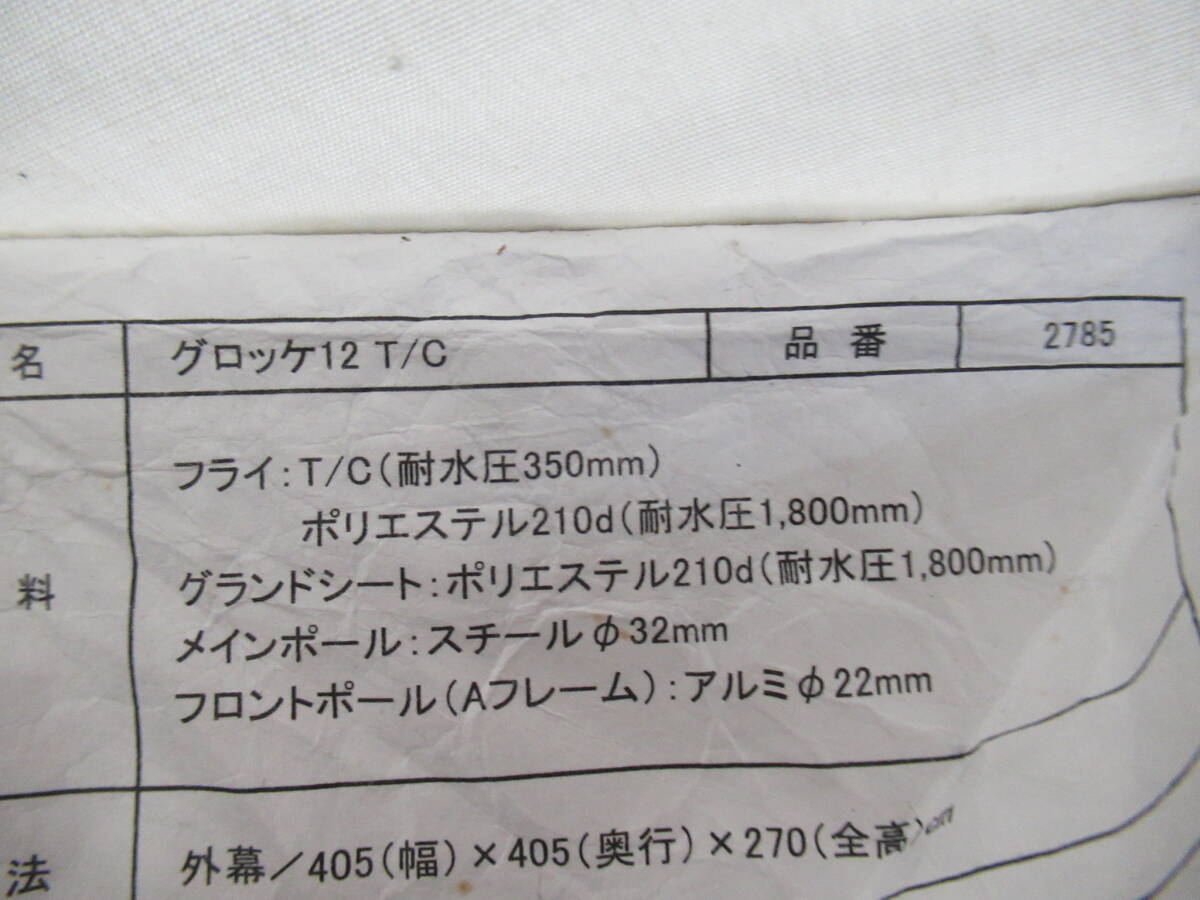 名 グロッケ12 T/C 品番 2785
フライ:T/C(耐水圧350mm)
ポリエステル210d(耐水圧1,800mm)
料 グランドシート:ポリエステル210d(耐水圧1,800mm)
メインポール:スチールφ32mm
フロントポール(Aフレーム):アルミφ22mm
法 外幕/405(幅)×405(奥行)×270(全高)cm